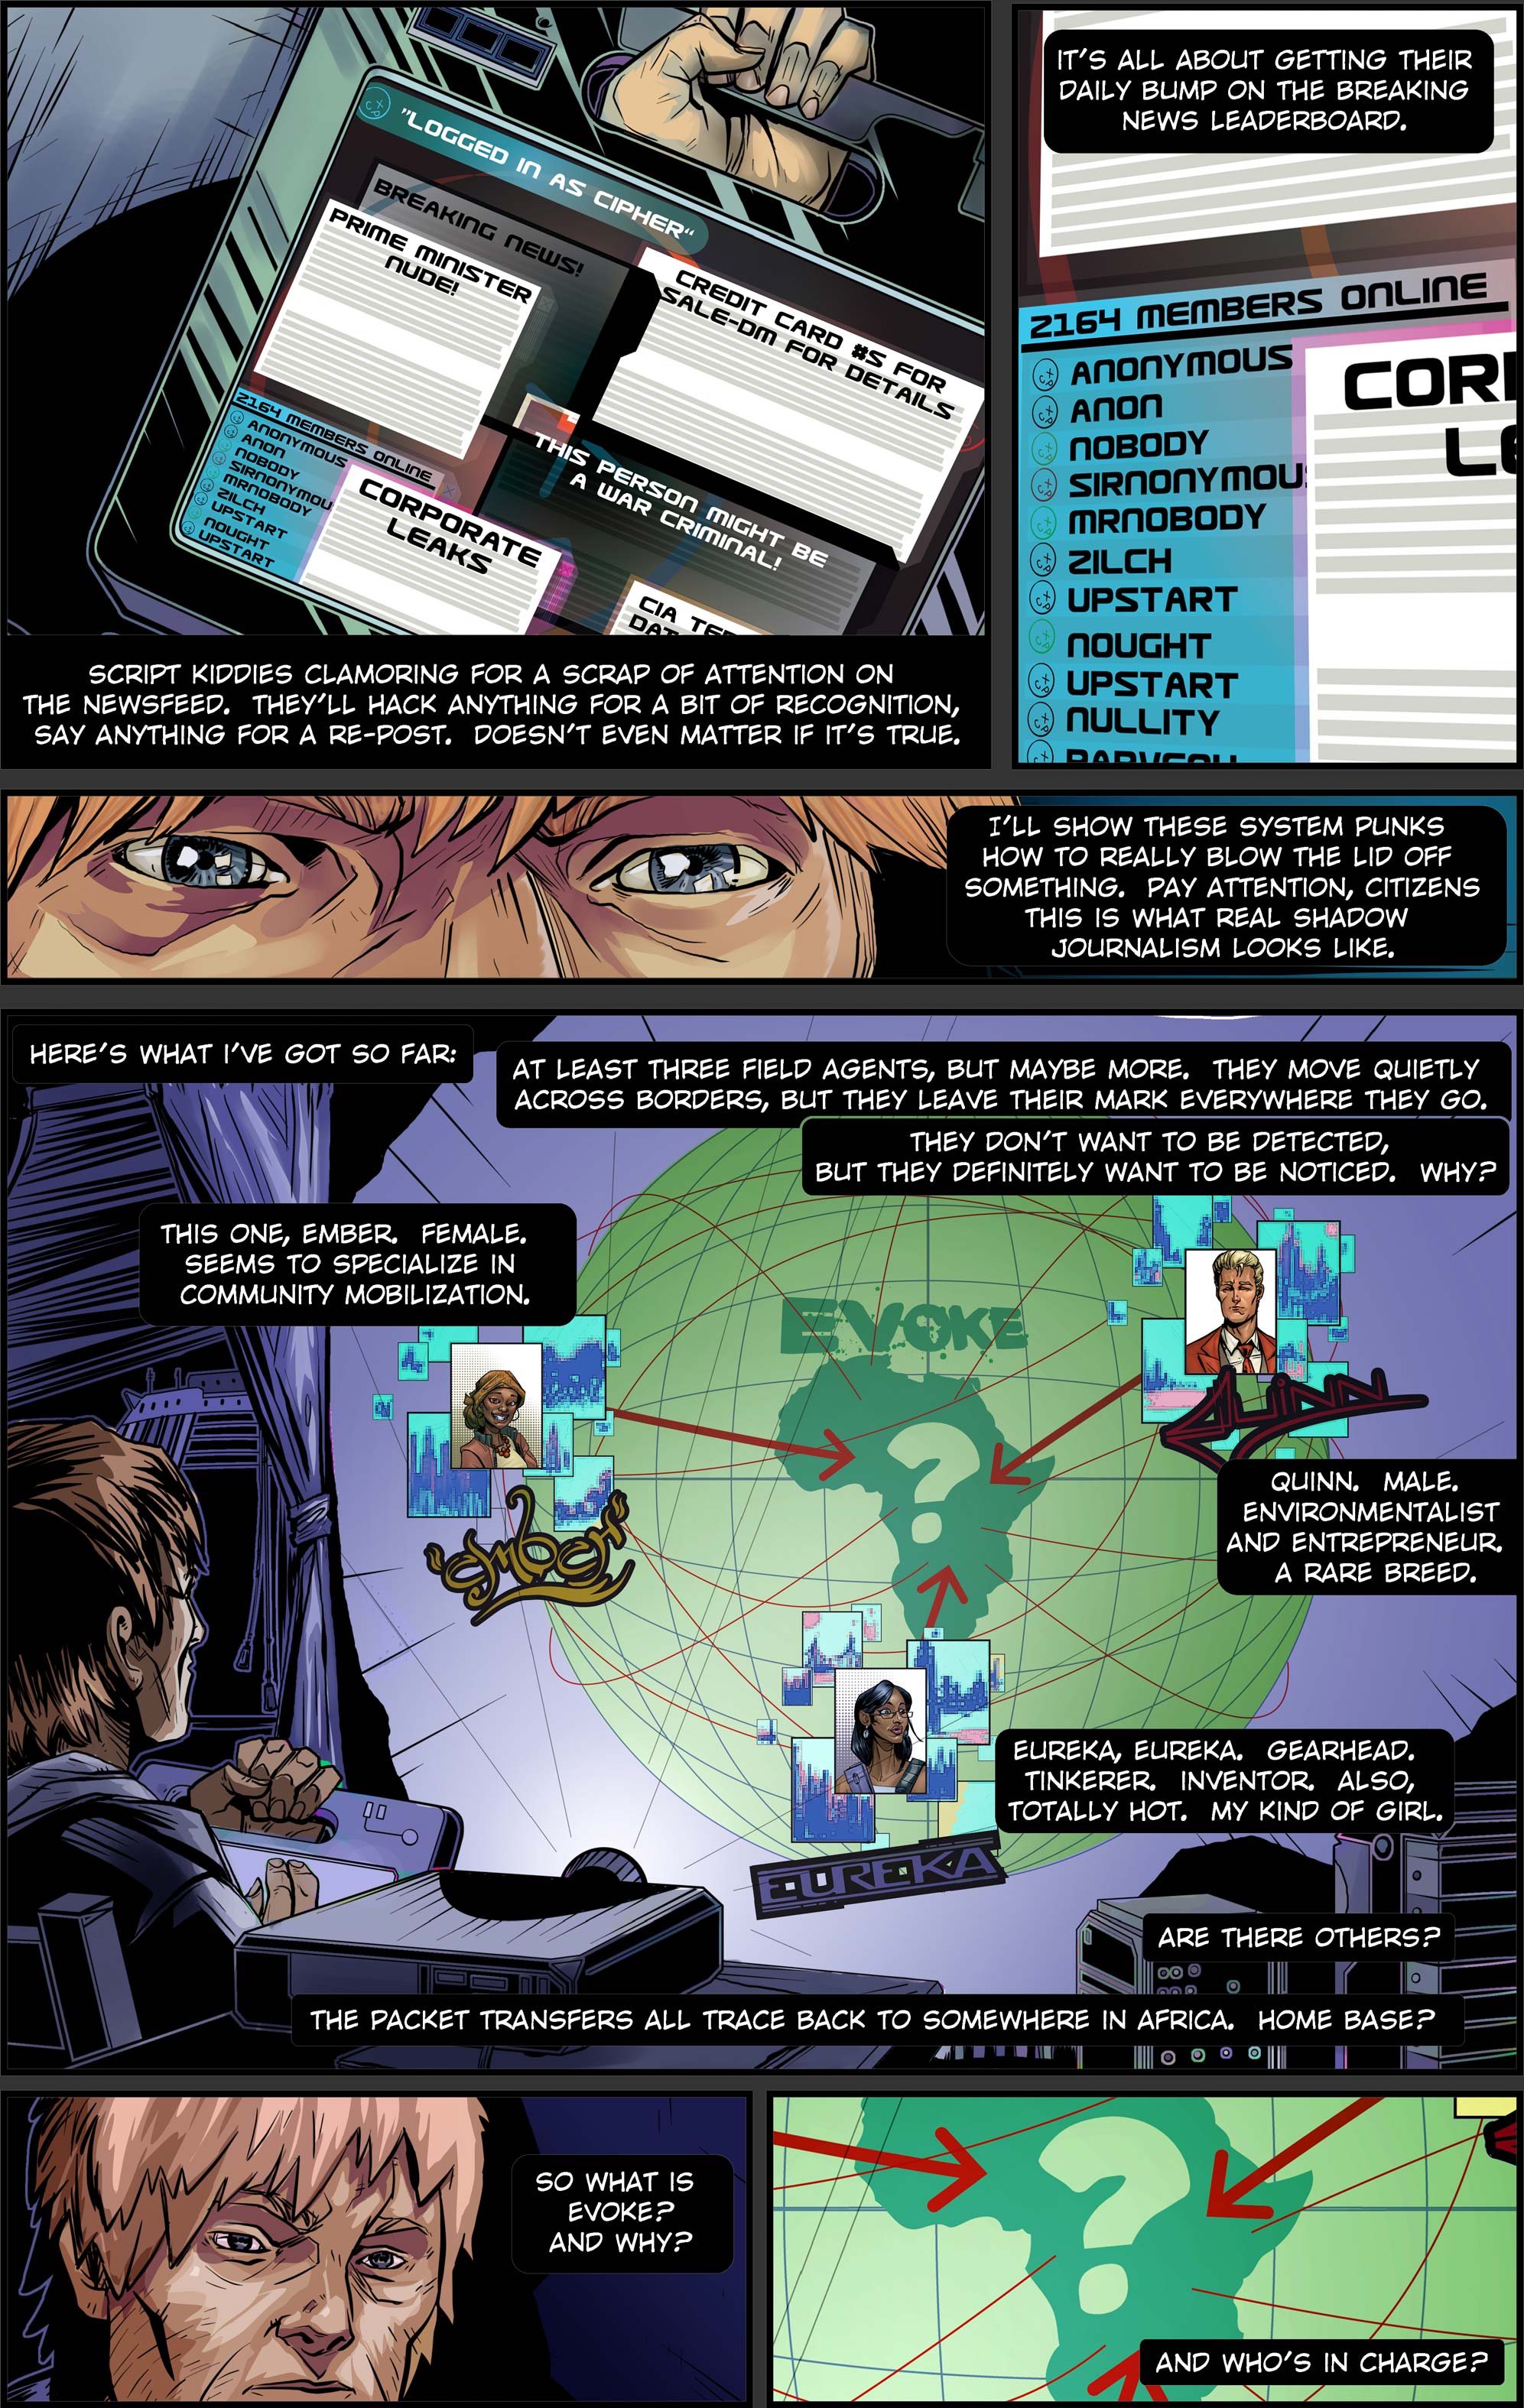 "LOGGED IN AS CIPHER"
BREAKING NEWS!
PRIME MINISTER
NUDE!
CREDIT CARD #S FOR
SALE-DM FOR DETAILS
2164 MEMBERS ONLINE
ANONYMOUS
ANON
NOBODY
SIRNONYMOU
MRNOBODY
ZILCH
UPSTART
NOUGHT
UPSTART
CORPORATE
LEAKS
THIS PERSON MIGHT BE
A WAR CRIMINAL!
CIA
SCRIPT KIDDIES CLAMORING FOR A SCRAP OF ATTENTION ON
THE NEWSFEED. THEY'LL HACK ANYTHING FOR A BIT OF RECOGNITION,
SAY ANYTHING FOR A RE-POST. DOESN'T EVEN MATTER IF IT'S TRUE.
IT'S ALL ABOUT GETTING THEIR
DAILY BUMP ON THE BREAKING
NEWS LEADERBOARD.
2164 MEMBERS ONLINE
ANONYMOUS
ANON
NOBODY
SIRNONYMOUS
MRNOBODY
ZILCH
UPSTART
NOUGHT
UPSTART
NULLITY
I'LL SHOW THESE SYSTEM PUNKS
HOW TO REALLY BLOW THE LID OFF
SOMETHING. PAY ATTENTION, CITIZENS
THIS IS WHAT REAL SHADOW
JOURNALISM LOOKS LIKE.
HERE'S WHAT I'VE GOT SO FAR:
AT LEAST THREE FIELD AGENTS, BUT MAYBE MORE. THEY MOVE QUIETLY
ACROSS BORDERS, BUT THEY LEAVE THEIR MARK EVERYWHERE THEY GO.
THEY DON'T WANT TO BE DETECTED,
BUT THEY DEFINITELY WANT TO BE NOTICED. WHY?
THIS ONE, EMBER. FEMALE.
SEEMS TO SPECIALIZE IN
COMMUNITY MOBILIZATION.
EVOKE
?
"EMBER"
QUINN
QUINN. MALE.
ENVIRONMENTALIST
AND ENTREPRENEUR.
A RARE BREED.
EUREKA, EUREKA. GEARHEAD.
TINKERER. INVENTOR. ALSO,
TOTALLY HOT. MY KIND OF GIRL.
EUREKA
ARE THERE OTHERS?
THE PACKET TRANSFERS ALL TRACE BACK TO SOMEWHERE IN AFRICA. HOME BASE?
SO WHAT IS
EVOKE?
AND WHY?
?
AND WHO'S IN CHARGE?